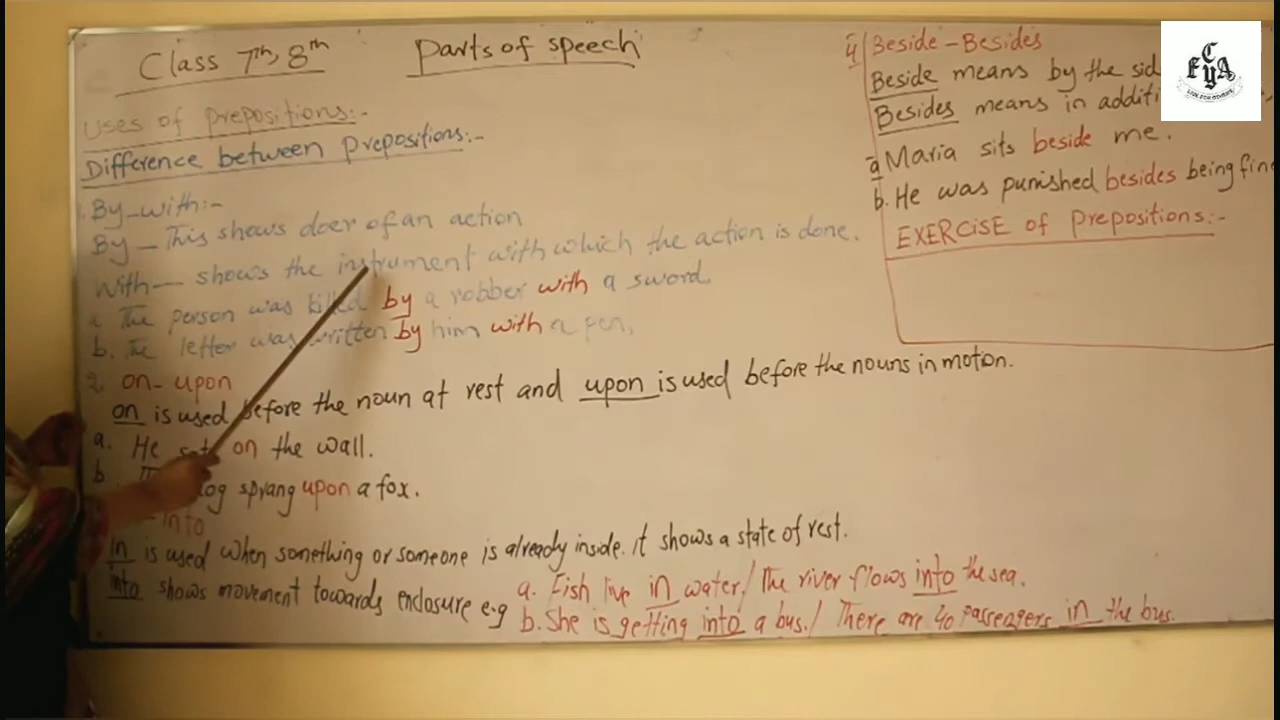 Class 7th, 8th
Parts of speech
Uses of prepositions:-
Difference between Prepositions:-
1. By-with:-
By - This shows doer of an action
With - shows the instrument with which the action is done.
a. The person was killed by a robber with a sword.
b. The letter was written by him with a pen.
2. on-upon
on is used before the noun at rest and upon is used before the nouns in motion.
a. He sat on the wall.
b. sprang upon a fox.
-into
In is used when something or someone is already inside. It shows a state of rest.
Into shows movement towards enclosure e.g
a. Fish live in water/ The river flows into the sea.
b. She is getting into a bus./ There are 40 passeagers in the bus.
4 Beside-Besides
Beside means by the sid
Besides means in additi
a Maria sits beside me.
b. He was punished besides being fine
EXERCISE of Prepositions:-